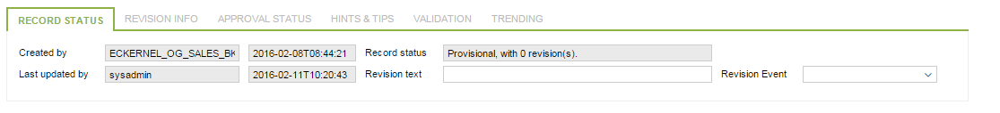 RECORD STATUS REVISION INFO APPROVAL STATUS HINTS & TIPS VALIDATION TRENDING
Created by ECKERNEL_OG_SALES_BK 2016-02-08T08:44:21 Record status Provisional, with 0 revision(s).
Last updated by sysadmin 2016-02-11T10:20:43 Revision text Revision Event